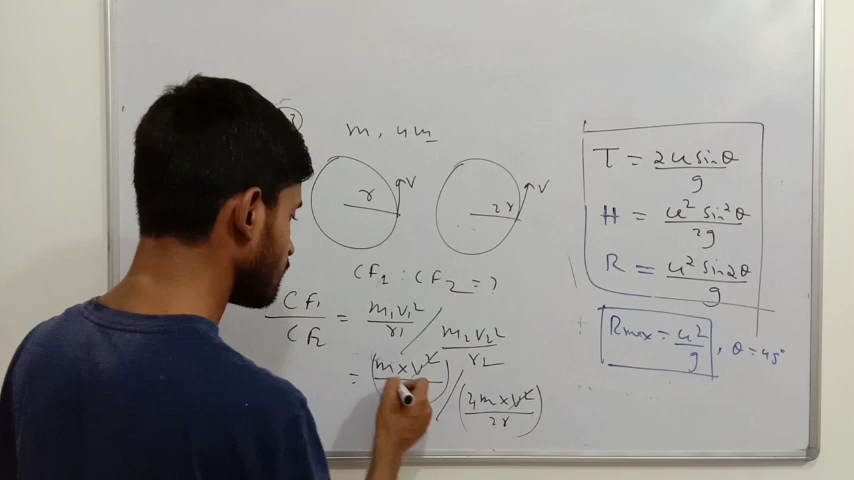 m, 4m
r
V
2r
V
CF₁ : CF₂ = ?
CF₁/CF₂ = m₁v₁²/r₁ / m₂v₂²/r₂
= (m×v² / (4m×v²/2r)
T = 2u sinθ/g
H = u² sin²θ/2g
R = u² sin2θ/g
Rmax = u²/g, θ = 45°